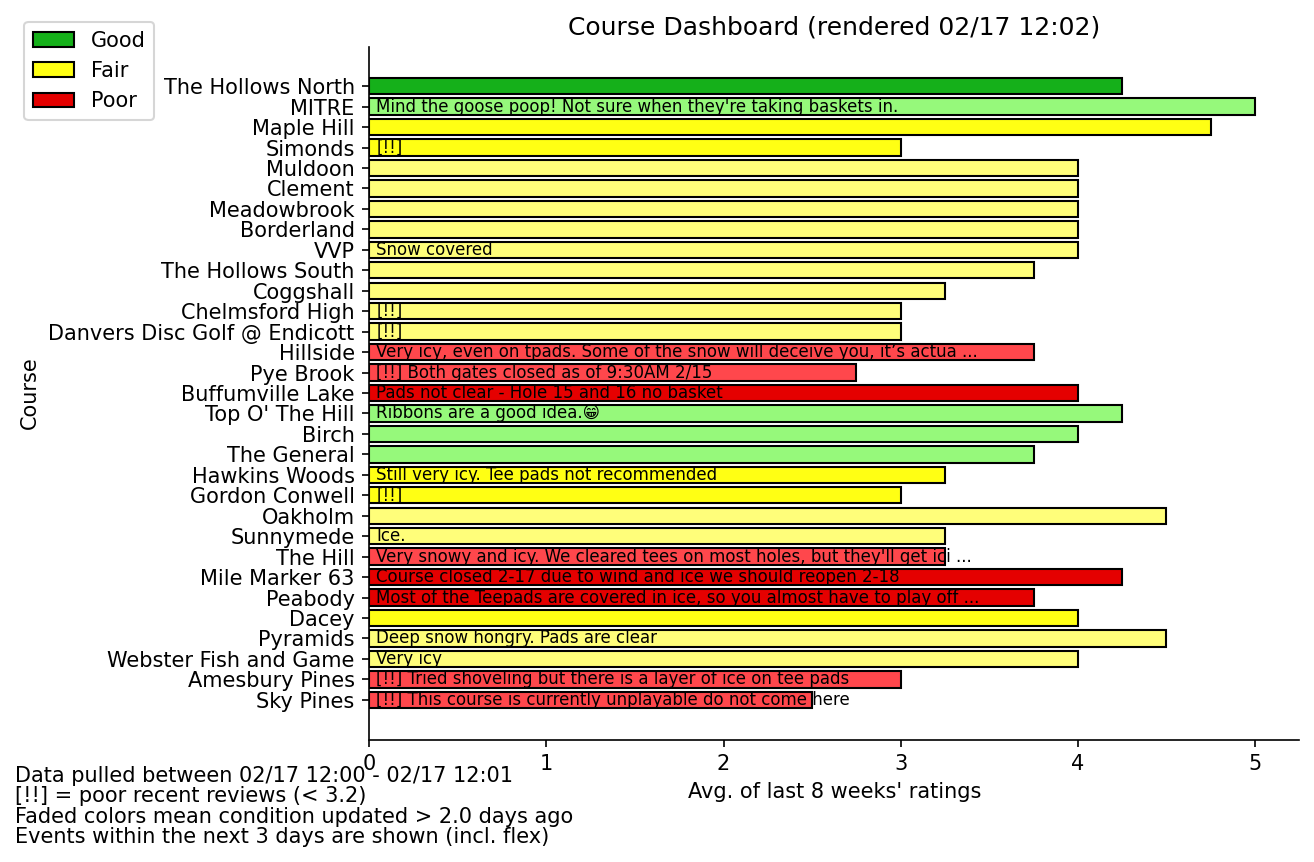 Course Dashboard (rendered 02/17 12:02)
Good
Fair
Poor
The Hollows North
MITRE Mind the goose poop! Not sure when they're taking baskets in.
Maple Hill
Simonds [!!]
Muldoon
Clement
Meadowbrook
Borderland
VVP Snow covered
The Hollows South
Coggshall
Chelmsford High [!!]
Danvers Disc Golf @ Endicott [!!]
Hillside Very icy, even on tpads. Some of the snow will deceive you, it’s actua ...
Pye Brook [!!] Both gates closed as of 9:30AM 2/15
Buffumville Lake Pads not clear - Hole 15 and 16 no basket
Top O' The Hill Ribbons are a good idea.😁
Birch
The General
Hawkins Woods Still very icy. Tee pads not recommended
Gordon Conwell [!!]
Oakholm
Sunnymede Ice.
The Hill Very snowy and icy. We cleared tees on most holes, but they'll get ici ...
Mile Marker 63 Course closed 2-17 due to wind and ice we should reopen 2-18
Peabody Most of the Teepads are covered in ice, so you almost have to play off ...
Dacey
Pyramids Deep snow hongry. Pads are clear
Webster Fish and Game Very icy
Amesbury Pines [!!] Tried shoveling but there is a layer of ice on tee pads
Sky Pines [!!] This course is currently unplayable do not come here
Course
0 1 2 3 4 5
Avg. of last 8 weeks' ratings
Data pulled between 02/17 12:00 - 02/17 12:01
[!!] = poor recent reviews (< 3.2)
Faded colors mean condition updated > 2.0 days ago
Events within the next 3 days are shown (incl. flex)